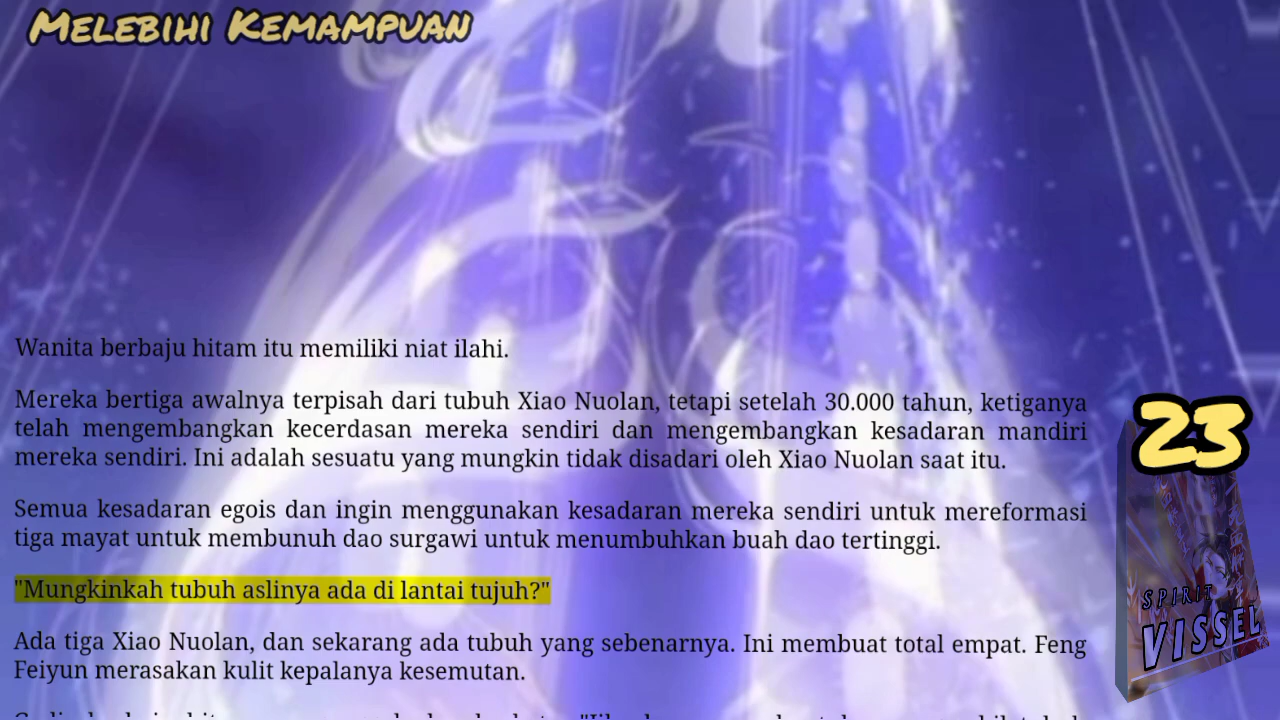 Melebihi Kemampuan
Wanita berbaju hitam itu memiliki niat ilahi.
Mereka bertiga awalnya terpisah dari tubuh Xiao Nuolan, tetapi setelah 30.000 tahun, ketiganya
telah mengembangkan kecerdasan mereka sendiri dan mengembangkan kesadaran mandiri
mereka sendiri. Ini adalah sesuatu yang mungkin tidak disadari oleh Xiao Nuolan saat itu.
Semua kesadaran egois dan ingin menggunakan kesadaran mereka sendiri untuk mereformasi
tiga mayat untuk membunuh dao surgawi untuk menumbuhkan buah dao tertinggi.
"Mungkinkah tubuh aslinya ada di lantai tujuh?"
Ada tiga Xiao Nuolan, dan sekarang ada tubuh yang sebenarnya. Ini membuat total empat. Feng
Feiyun merasakan kulit kepalanya kesemutan.
23
SPIRIT
VISSEL